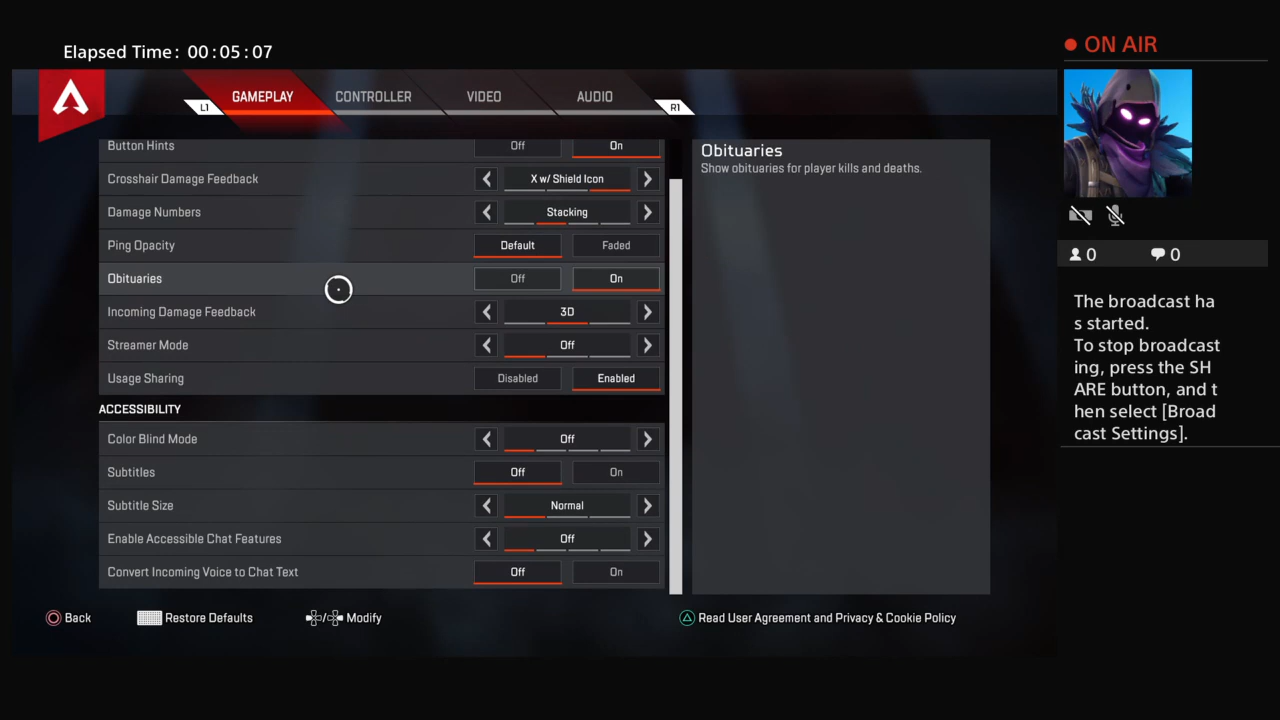 Elapsed Time: 00:05:07
ON AIR
L1
GAMEPLAY
CONTROLLER
VIDEO
AUDIO
R1
Button Hints
Off
On
Crosshair Damage Feedback
X w/ Shield Icon
Damage Numbers
Stacking
Ping Opacity
Default
Faded
Obituaries
Off
On
Incoming Damage Feedback
3D
Streamer Mode
Off
Usage Sharing
Disabled
Enabled
ACCESSIBILITY
Color Blind Mode
Off
Subtitles
Off
On
Subtitle Size
Normal
Enable Accessible Chat Features
Off
Convert Incoming Voice to Chat Text
Off
On
Obituaries
Show obituaries for player kills and deaths.
0
0
The broadcast ha
s started.
To stop broadcast
ing, press the SH
ARE button, and t
hen select [Broad
cast Settings].
Back
Restore Defaults
/
Modify
Read User Agreement and Privacy & Cookie Policy